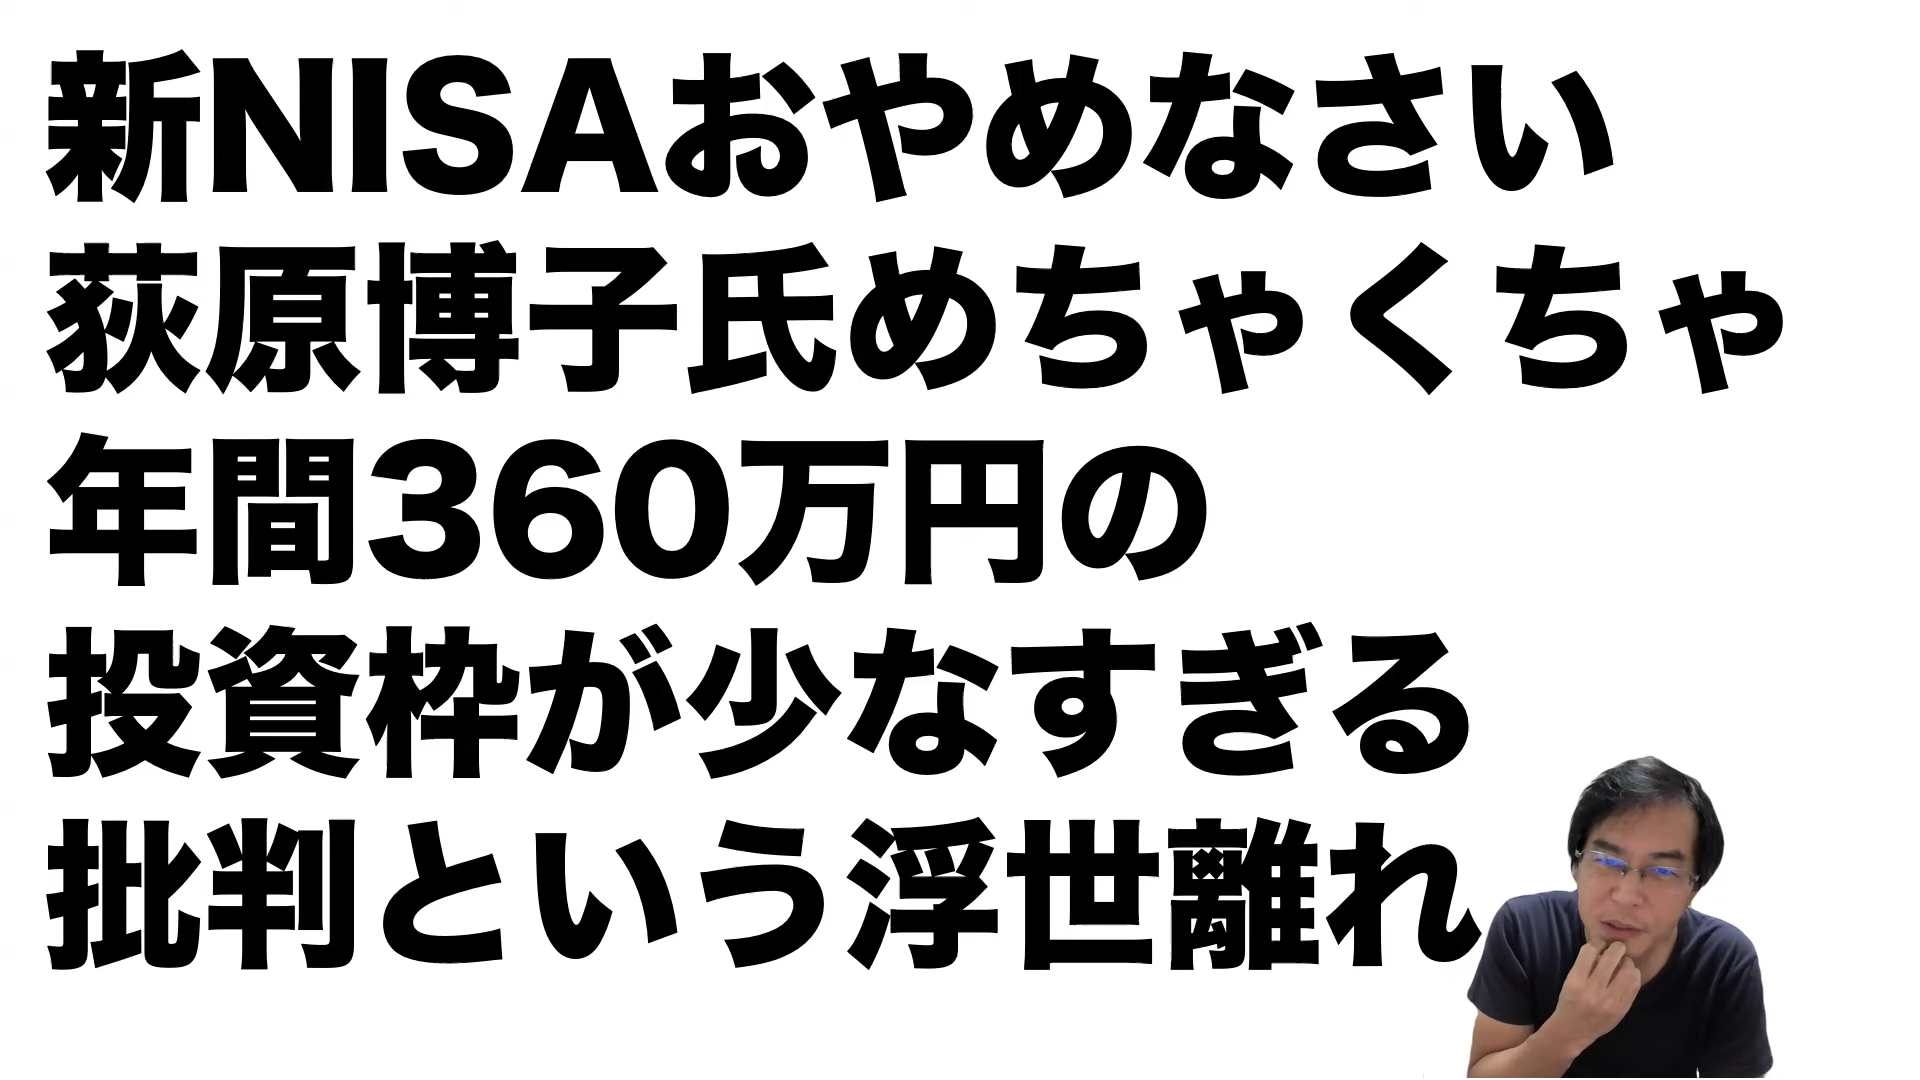 新NISAおやめなさい
荻原博子氏めちゃくちゃ
年間360万円の
投資枠が少なすぎる
批判という浮世離れ